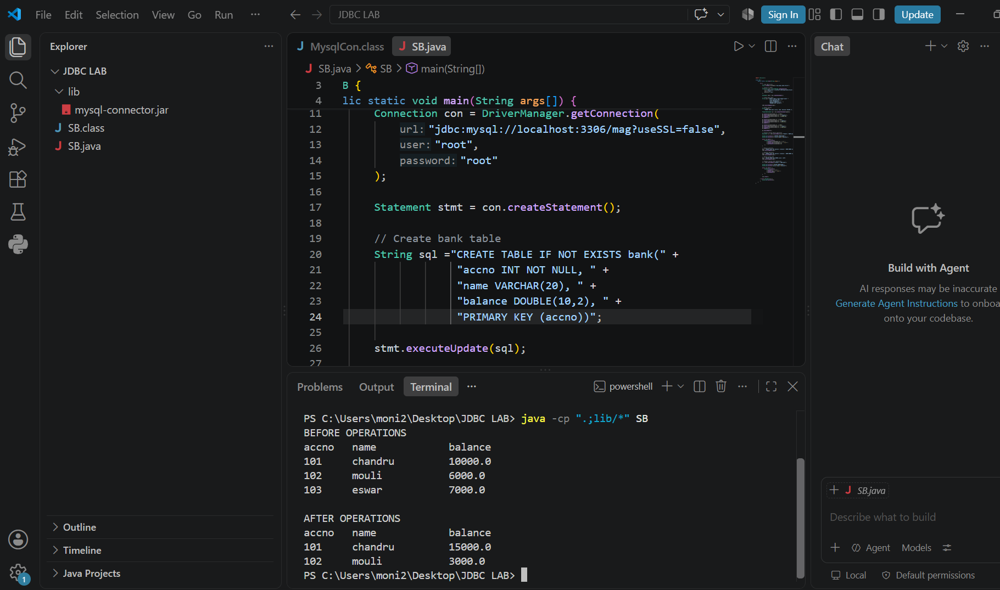 File Edit Selection View Go Run ···
JDBC LAB
Sign In
Update
Explorer
JDBC LAB
lib
mysql-connector.jar
SB.class
SB.java
Outline
Timeline
Java Projects
1
MysqlCon.class SB.java
SB.java > SB > main(String[])
3 B {
4 lic static void main(String args[]) {
11 Connection con = DriverManager.getConnection(
12 url: "jdbc:mysql://localhost:3306/mag?useSSL=false",
13 user: "root",
14 password: "root"
15 );
16
17 Statement stmt = con.createStatement();
18
19 // Create bank table
20 String sql ="CREATE TABLE IF NOT EXISTS bank(" +
21 "accno INT NOT NULL, " +
22 "name VARCHAR(20), " +
23 "balance DOUBLE(10,2), " +
24 "PRIMARY KEY (accno))";
25
26 stmt.executeUpdate(sql);
27
Problems Output Terminal ···
powershell
PS C:\Users\moni2\Desktop\JDBC LAB> java -cp ".;lib/*" SB
BEFORE OPERATIONS
accno name balance
101 chandru 10000.0
102 mouli 6000.0
103 eswar 7000.0
AFTER OPERATIONS
accno name balance
101 chandru 15000.0
102 mouli 3000.0
PS C:\Users\moni2\Desktop\JDBC LAB>
Chat
Build with Agent
AI responses may be inaccurate
Generate Agent Instructions to onboa
onto your codebase.
SB.java
Describe what to build
Agent Models
Local Default permissions